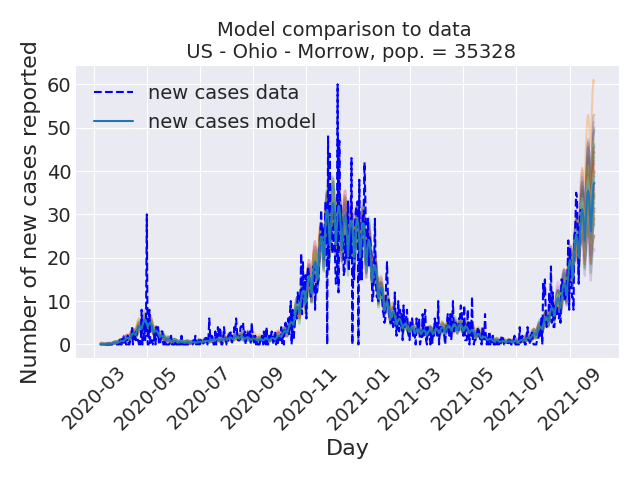 Model comparison to data
US - Ohio - Morrow, pop. = 35328
Number of new cases reported
60
50
40
30
20
10
0
new cases data
new cases model
2020-03
2020-05
2020-07
2020-09
2020-11
2021-01
2021-03
2021-05
2021-07
2021-09
Day